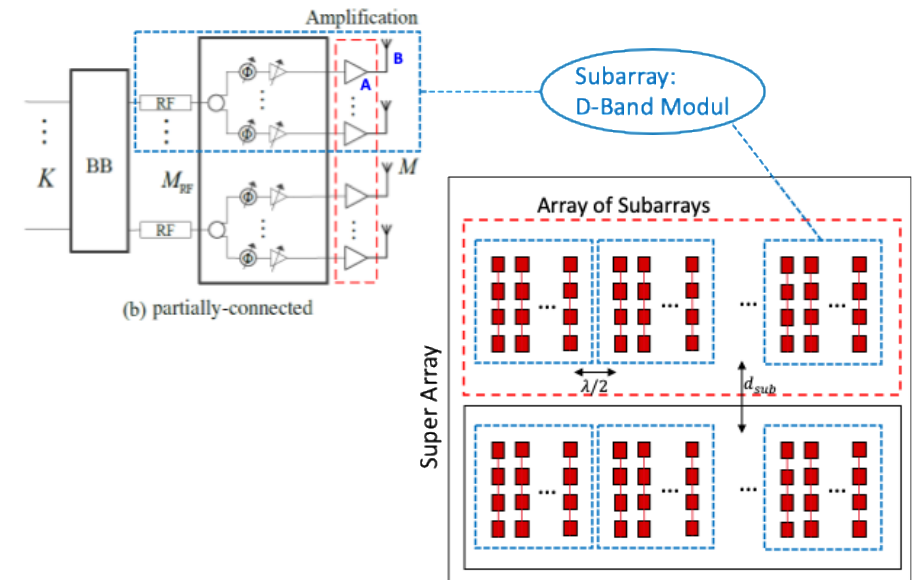 Amplification
B
A
RF
K
BB
M_RF
M
RF
(b) partially-connected
Subarray:
D-Band Modul
Array of Subarrays
Super Array
...
...
...
...
...
λ/2
d_sub
...
...
...
...